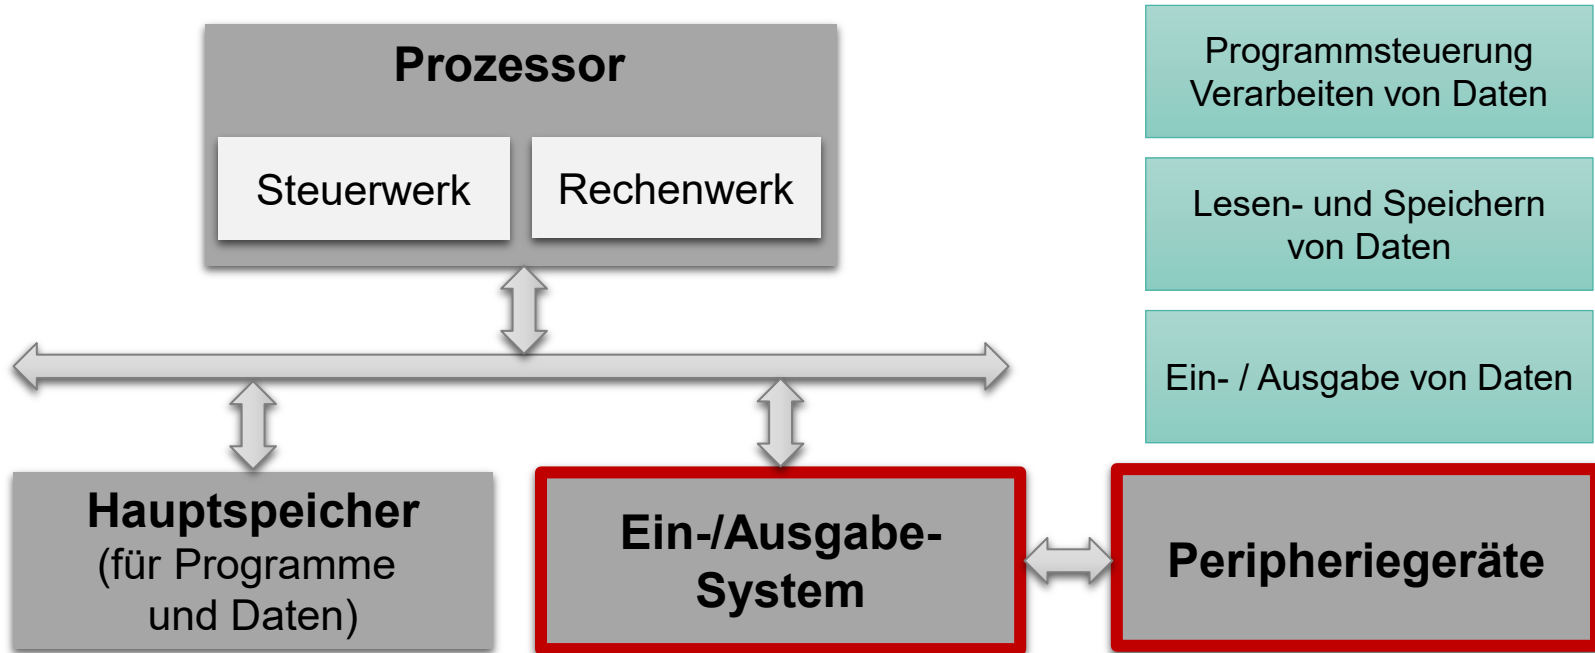 Prozessor
Steuerwerk
Rechenwerk
Programmsteuerung
Verarbeiten von Daten
Lesen- und Speichern
von Daten
Ein- / Ausgabe von Daten
Hauptspeicher
(für Programme
und Daten)
Ein-/Ausgabe-
System
Peripheriegeräte